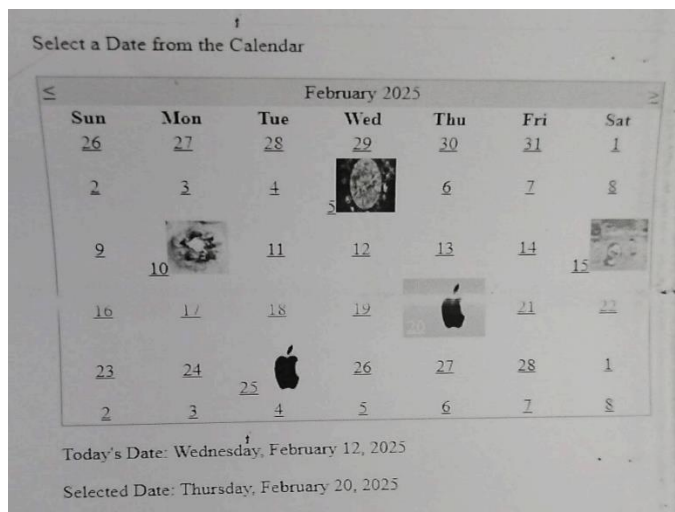 Select a Date from the Calendar
< February 2025 >
Sun Mon Tue Wed Thu Fri Sat
26 27 28 29 30 31 1
2 3 4 5 6 7 8
9 10 11 12 13 14 15
16 17 18 19 20 21 22
23 24 25 26 27 28 1
2 3 4 5 6 7 8
Today's Date: Wednesday, February 12, 2025
Selected Date: Thursday, February 20, 2025